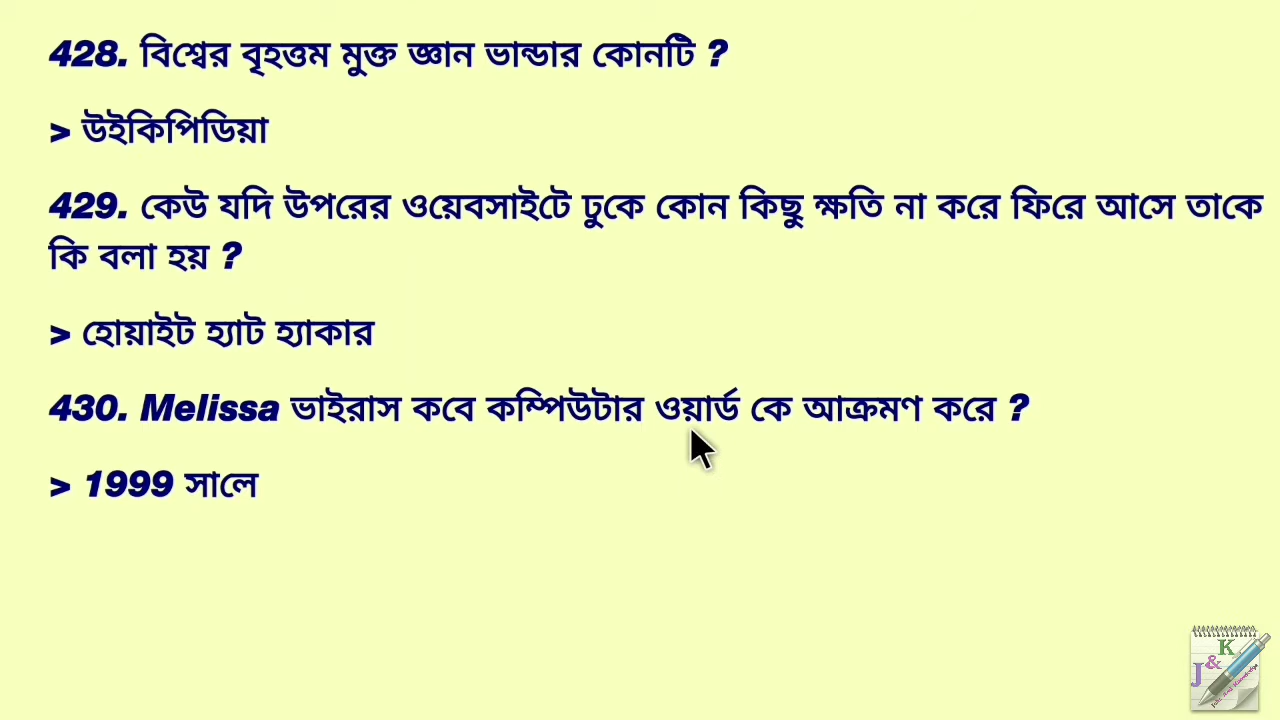 428. বিশ্বের বৃহত্তম মুক্ত জ্ঞান ভান্ডার কোনটি ?
> উইকিপিডিয়া
429. কেউ যদি উপরের ওয়েবসাইটে ঢুকে কোন কিছু ক্ষতি না করে ফিরে আসে তাকে
কি বলা হয় ?
> হোয়াইট হ্যাট হ্যাকার
430. Melissa ভাইরাস কবে কম্পিউটার ওয়ার্ড কে আক্রমণ করে ?
> 1999 সালে
J & K